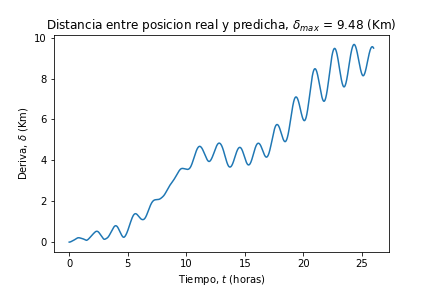 Distancia entre posicion real y predicha, δmax = 9.48 (Km)
10
8
6
4
2
0
Deriva, δ (Km)
0 5 10 15 20 25
Tiempo, t (horas)